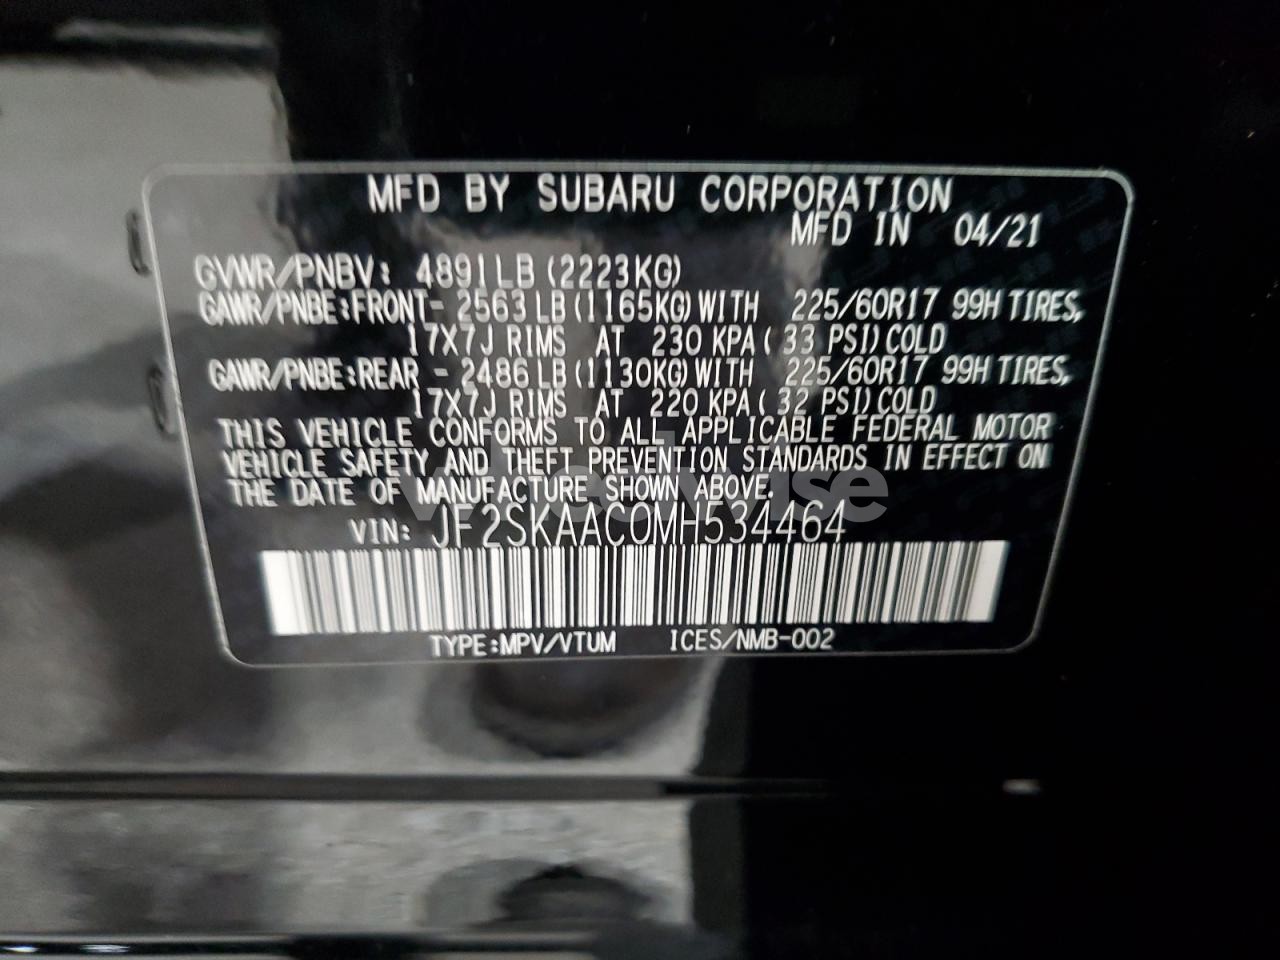 MFD BY SUBARU CORPORATION
MFD IN 04/21
GVWR/PNBV: 4891LB (2223KG)
GAWR/PNBE:FRONT- 2563LB(1165KG)WITH 225/60R17 99H TIRES,
17X7J RIMS AT 230 KPA( 33 PSI)COLD
GAWR/PNBE:REAR - 2486LB(1130KG)WITH 225/60R17 99H TIRES,
17X7J RIMS AT 220 KPA( 32 PSI)COLD
THIS VEHICLE CONFORMS TO ALL APPLICABLE FEDERAL MOTOR
VEHICLE SAFETY AND THEFT PREVENTION STANDARDS IN EFFECT ON
THE DATE OF MANUFACTURE SHOWN ABOVE.
VIN: JF2SKAAC0MH534464
TYPE:MPV/VTUM ICES/NMB-002